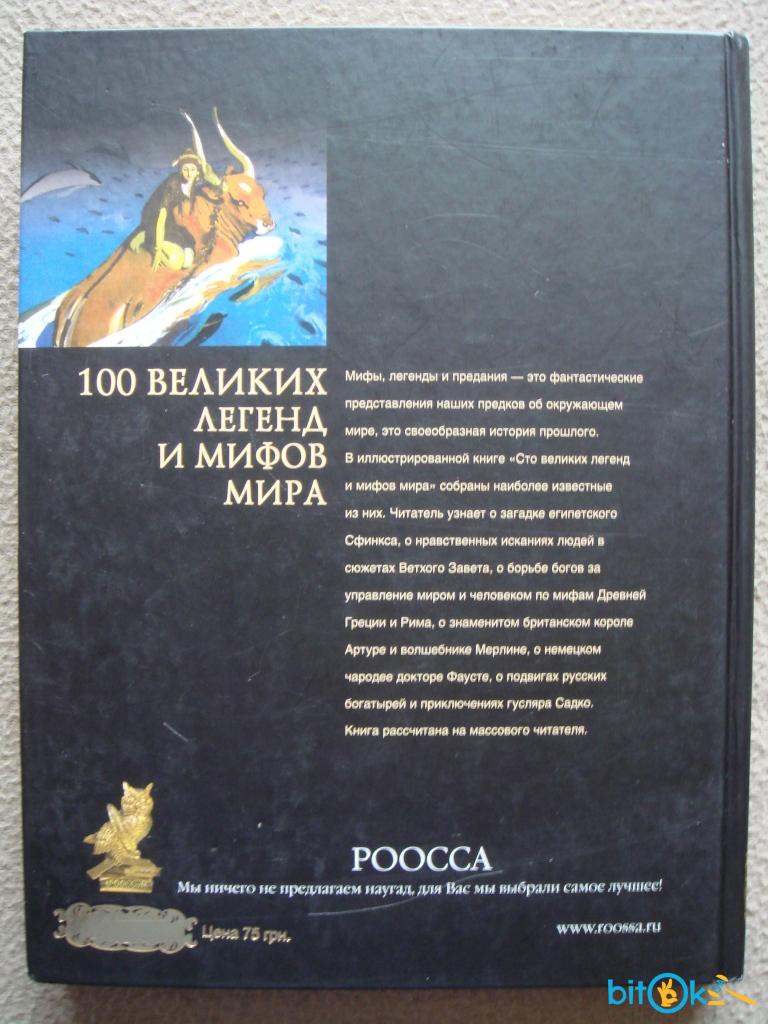 100 ВЕЛИКИХ
ЛЕГЕНД
И МИФОВ
МИРА
Мифы, легенды и предания — это фантастические
представления наших предков об окружающем
мире, это своеобразная история прошлого.
В иллюстрированной книге «Сто великих легенд
и мифов мира» собраны наиболее известные
из них. Читатель узнает о загадке египетского
Сфинкса, о нравственных исканиях людей в
сюжетах Ветхого Завета, о борьбе богов за
управление миром и человеком по мифам Древней
Греции и Рима, о знаменитом британском короле
Артуре и волшебнике Мерлине, о немецком
чародее докторе Фаусте, о подвигах русских
богатырей и приключениях гусляра Садко.
Книга рассчитана на массового читателя.
РООССА
Мы ничего не предлагаем наугад, для Вас мы выбрали самое лучшее!
Цена 75 грн.
www.roossa.ru
bitOk